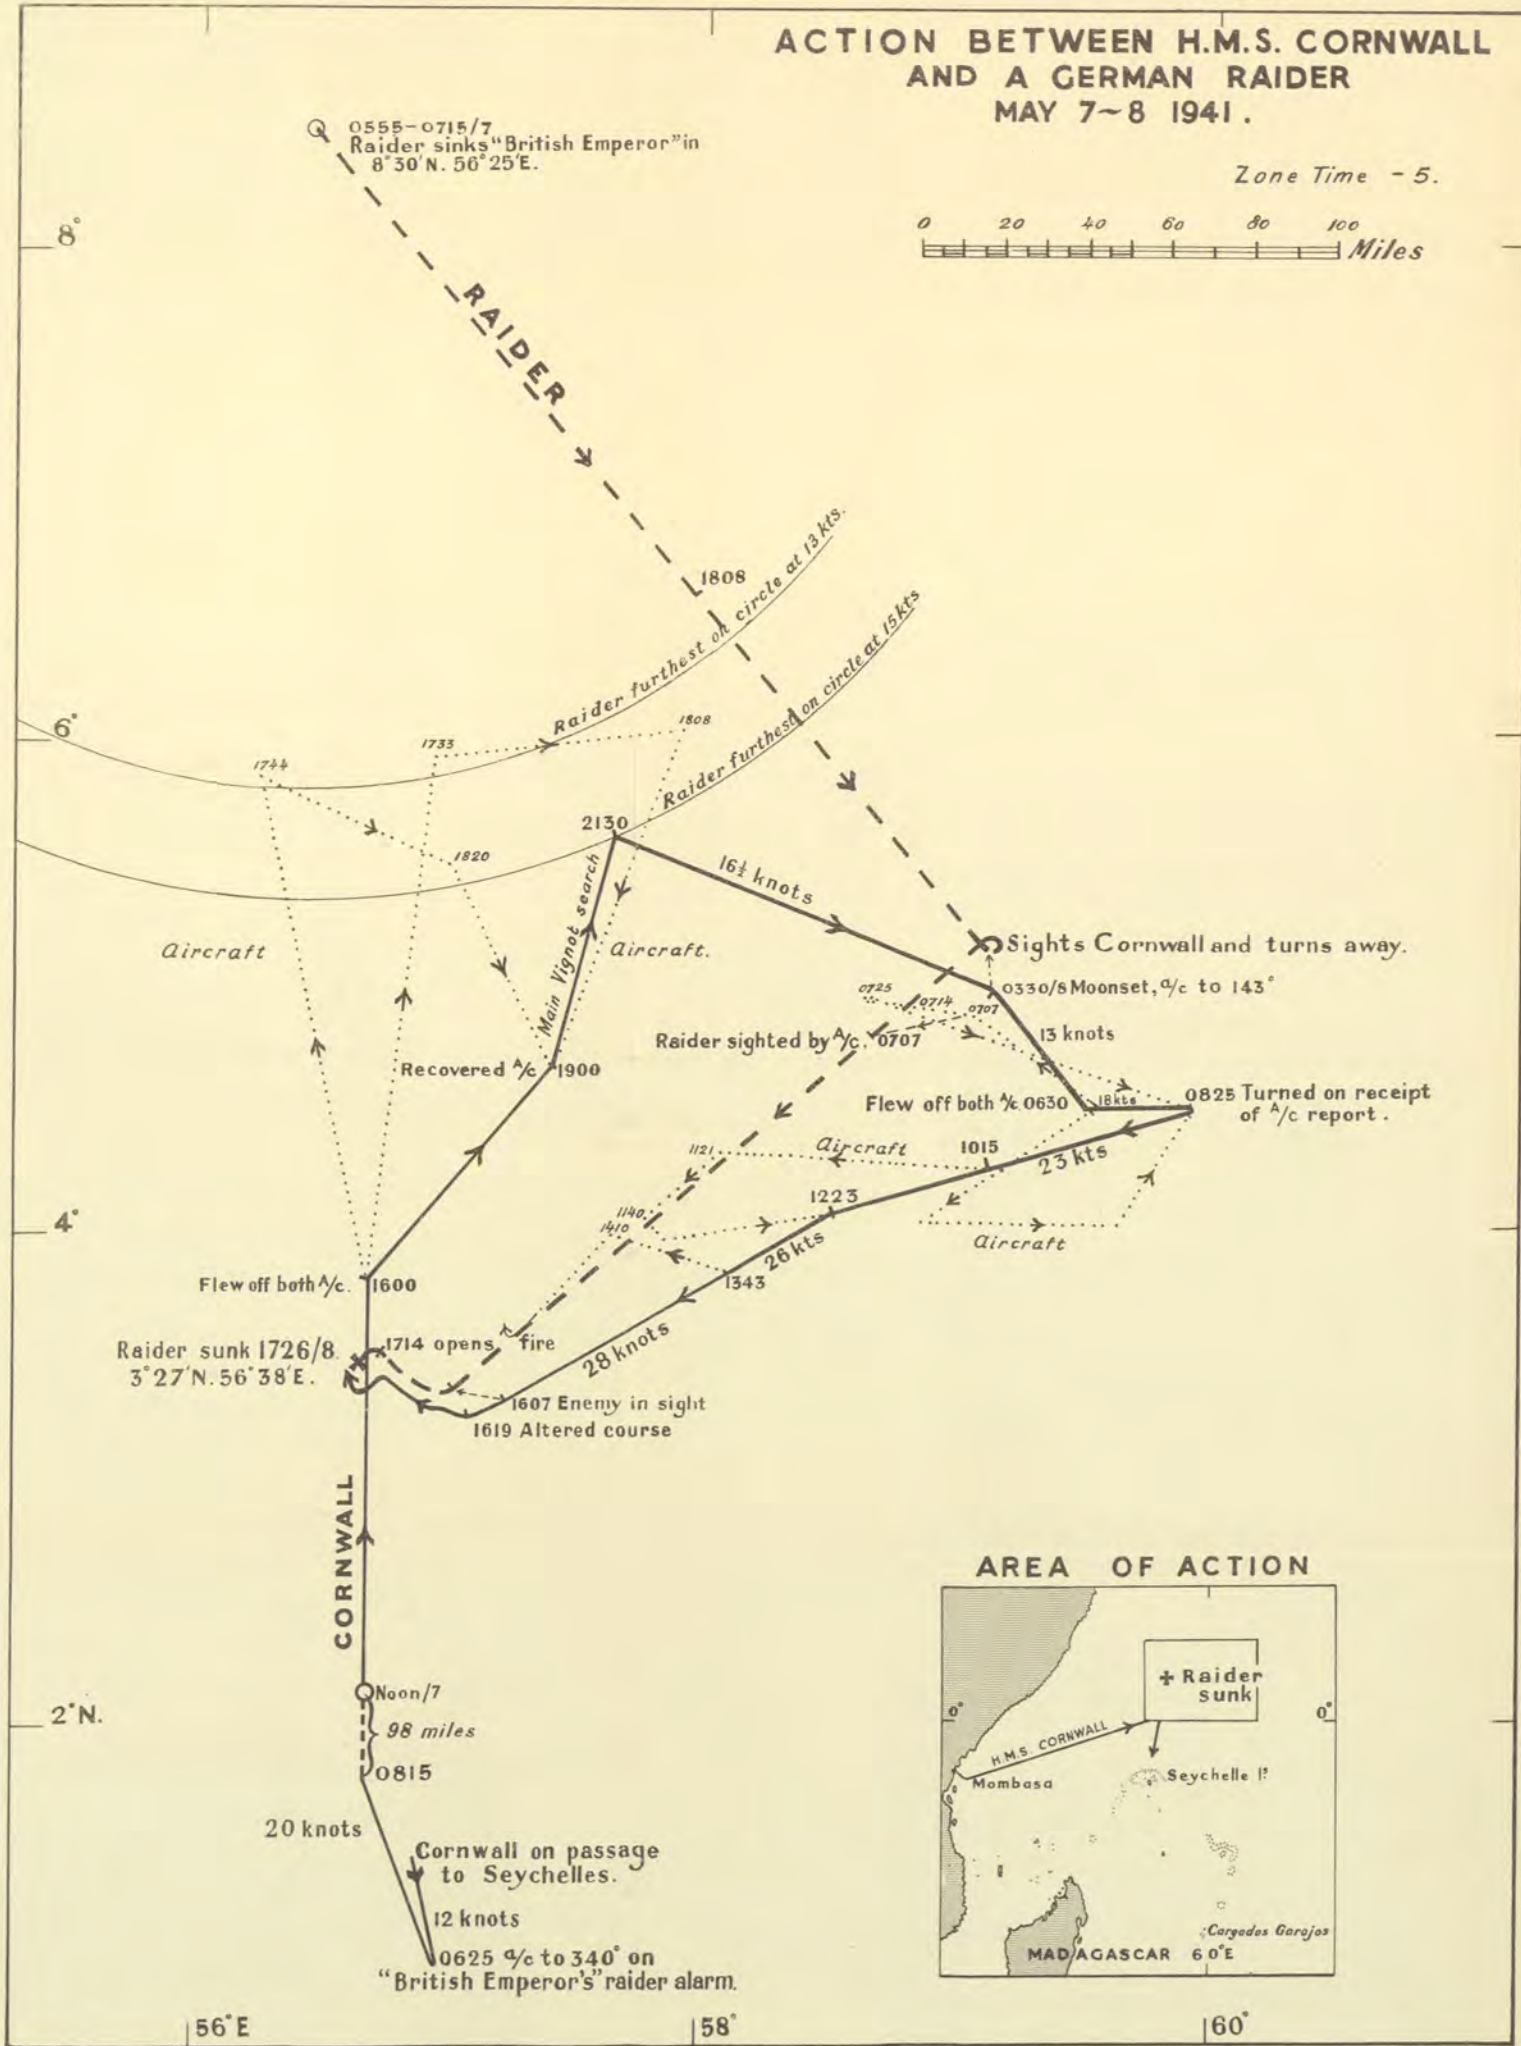 ACTION BETWEEN H.M.S. CORNWALL
AND A GERMAN RAIDER
MAY 7~8 1941.
Zone Time - 5.
0 20 40 60 80 100
Miles
0555-0715/7
Raider sinks "British Emperor" in
8°30'N. 56°25'E.
8°
RAIDER
1808
Raider furthest on circle at 13 kts.
Raider furthest on circle at 15 kts
6°
1744
1733
1808
1820
2130
16½ knots
Main Vignot search
Aircraft
Aircraft.
Sights Cornwall and turns away.
0330/8 Moonset, a/c to 143°
0725
0714
0707
13 knots
Raider sighted by A/c. 0707
Recovered A/c 1900
Flew off both A/c. 0630
18 kts
0825 Turned on receipt
of A/c report.
1121
Aircraft
1015
23 kts
1223
1140
1410
26 kts
Aircraft
4°
1343
Flew off both A/c. 1600
28 knots
Raider sunk 1726/8.
3°27'N. 56°38'E.
1714 opens fire
1607 Enemy in sight
1619 Altered course
CORNWALL
Noon/7
98 miles
2°N.
0815
20 knots
Cornwall on passage
to Seychelles.
12 knots
0625 a/c to 340° on
"British Emperor's" raider alarm.
56°E
58°
60°
AREA OF ACTION
Raider
sunk
0°
0°
H.M.S. CORNWALL
Mombasa
Seychelle Is
Cargados Garajos
MADAGASCAR
60°E